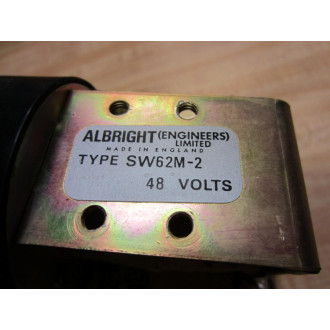 ALBRIGHT (ENGINEERS) LIMITED
MADE IN ENGLAND
TYPE SW62M-2
48 VOLTS